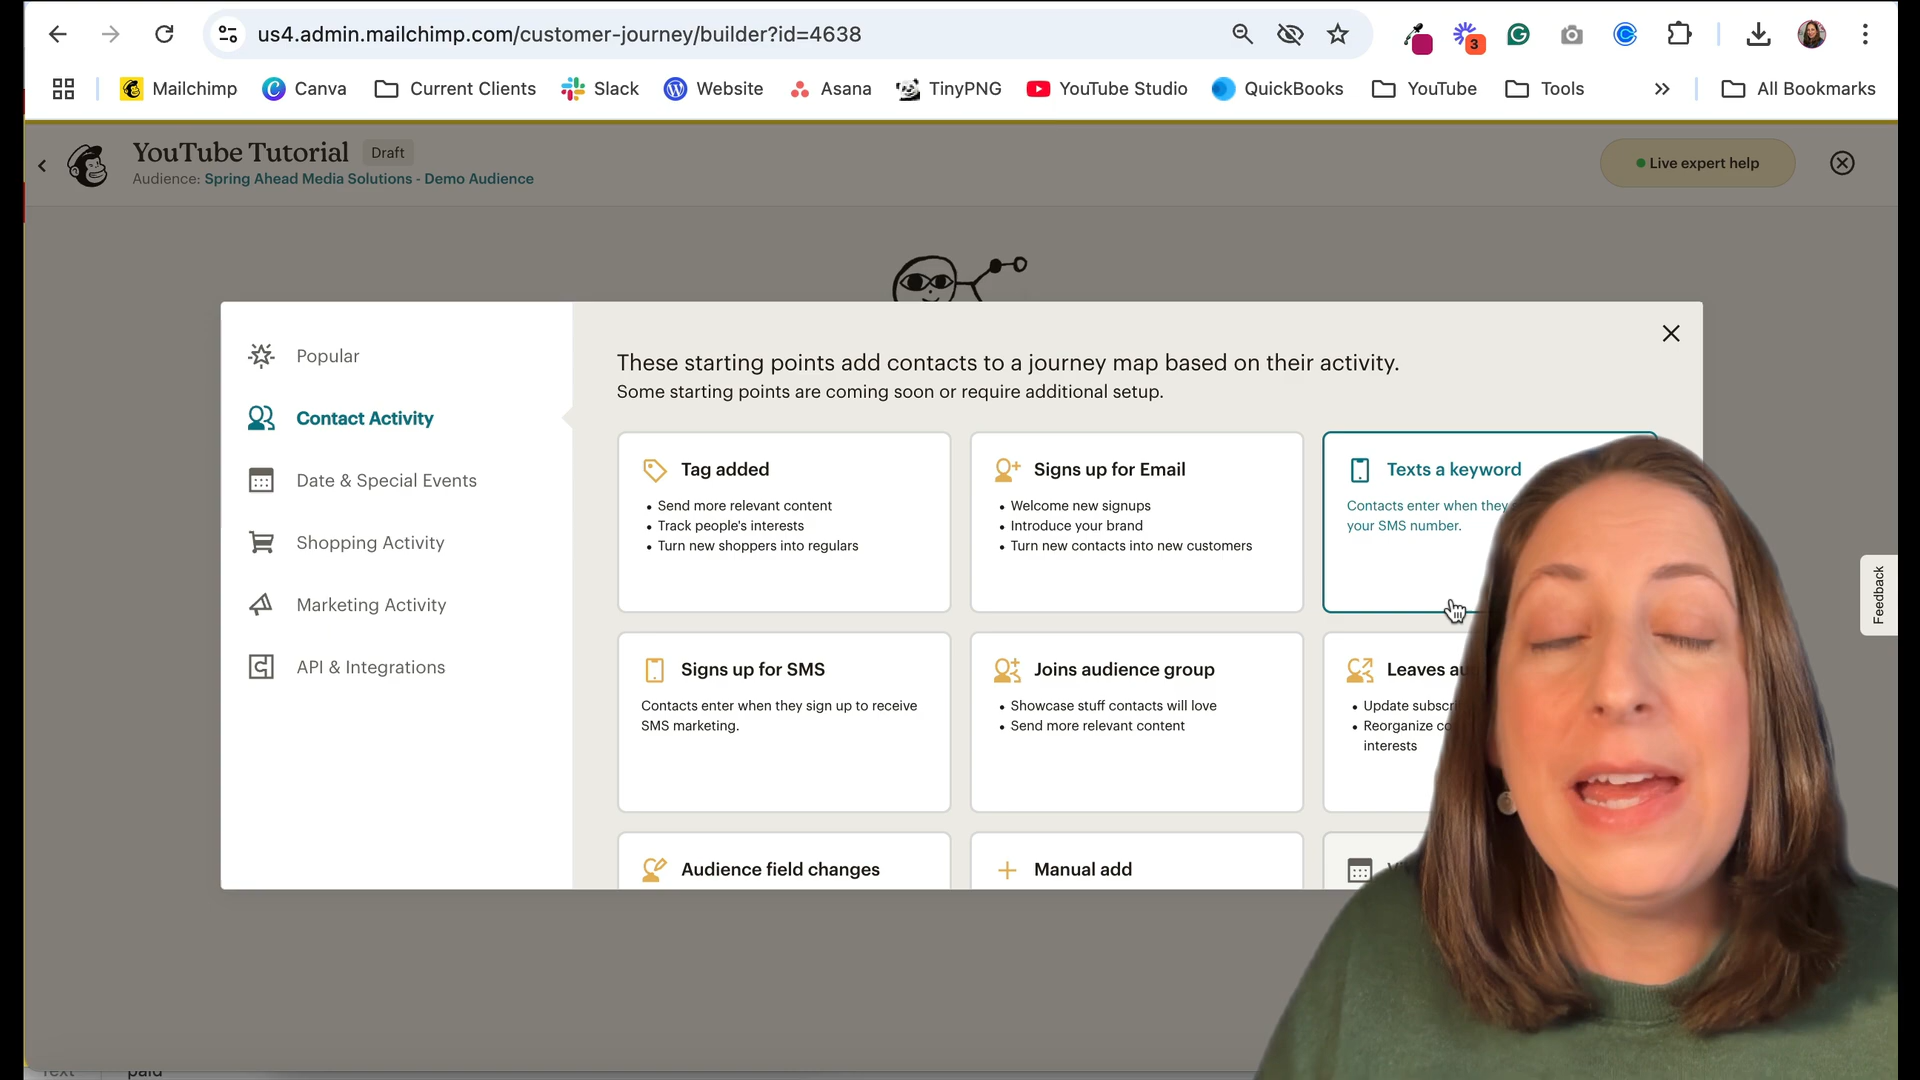 us4.admin.mailchimp.com/customer-journey/builder?id=4638
3
Mailchimp
Canva
Current Clients
Slack
Website
Asana
TinyPNG
YouTube Studio
QuickBooks
YouTube
Tools
All Bookmarks
YouTube Tutorial Draft
Audience: Spring Ahead Media Solutions - Demo Audience
Live expert help
Popular
Contact Activity
Date & Special Events
Shopping Activity
Marketing Activity
API & Integrations
These starting points add contacts to a journey map based on their activity.
Some starting points are coming soon or require additional setup.
Tag added
• Send more relevant content
• Track people's interests
• Turn new shoppers into regulars
Signs up for Email
• Welcome new signups
• Introduce your brand
• Turn new contacts into new customers
Texts a keyword
Contacts enter when they
your SMS number.
Signs up for SMS
Contacts enter when they sign up to receive
SMS marketing.
Joins audience group
• Showcase stuff contacts will love
• Send more relevant content
Leaves
• Update
• Reorganize
interests
Audience field changes
Manual add
Feedback